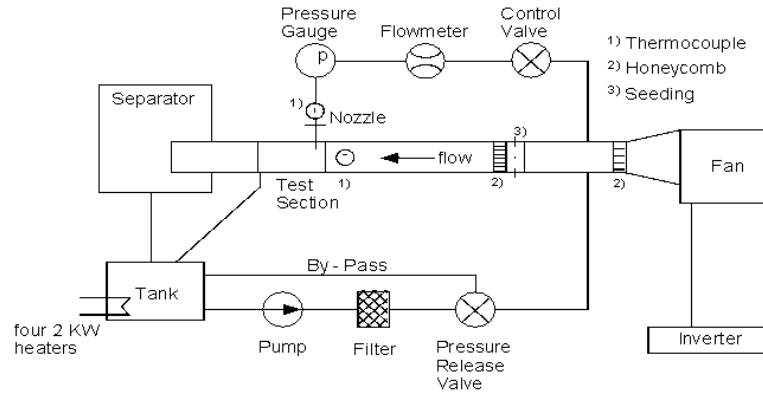 Pressure
Gauge
Flowmeter
Control
Valve
1) Thermocouple
2) Honeycomb
3) Seeding
Separator
p
1)
Nozzle
3)
flow
Fan
Test
Section
1)
2)
2)
Tank
By - Pass
four 2 KW
heaters
Pump
Filter
Pressure
Release
Valve
Inverter